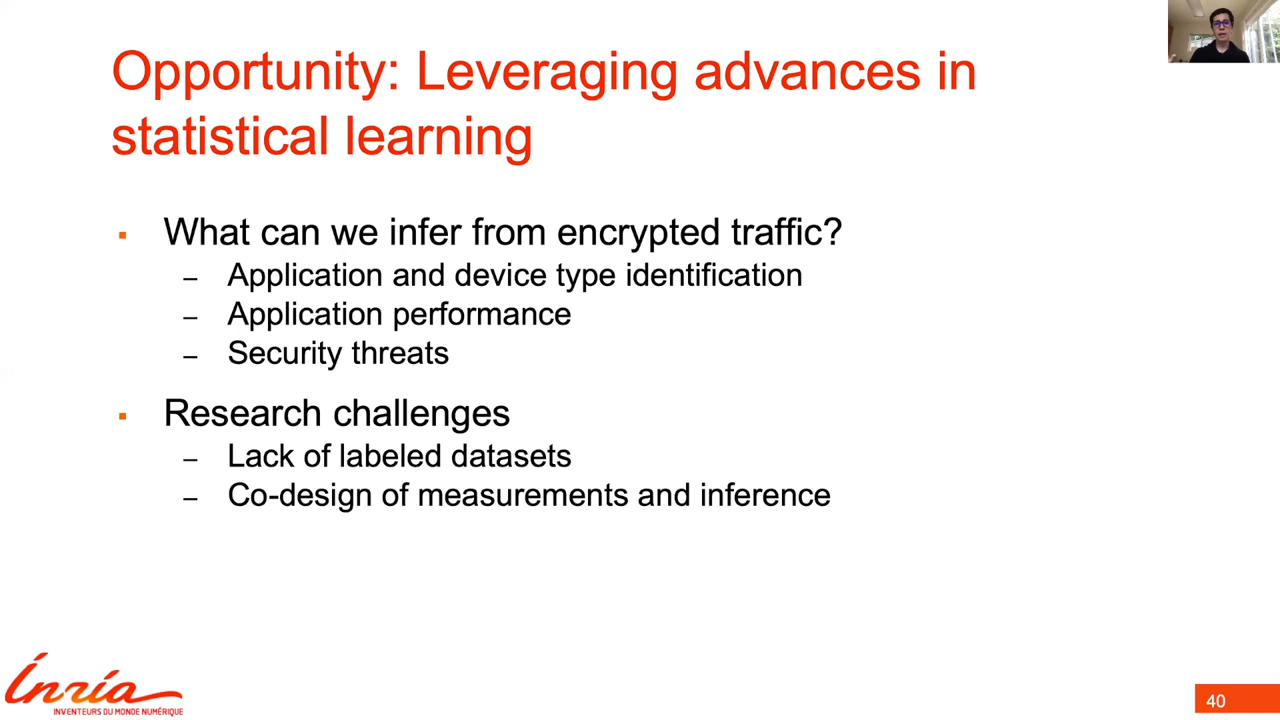 Opportunity: Leveraging advances in
statistical learning
▪ What can we infer from encrypted traffic?
– Application and device type identification
– Application performance
– Security threats
▪ Research challenges
– Lack of labeled datasets
– Co-design of measurements and inference
Inria
INVENTEURS DU MONDE NUMÉRIQUE
40